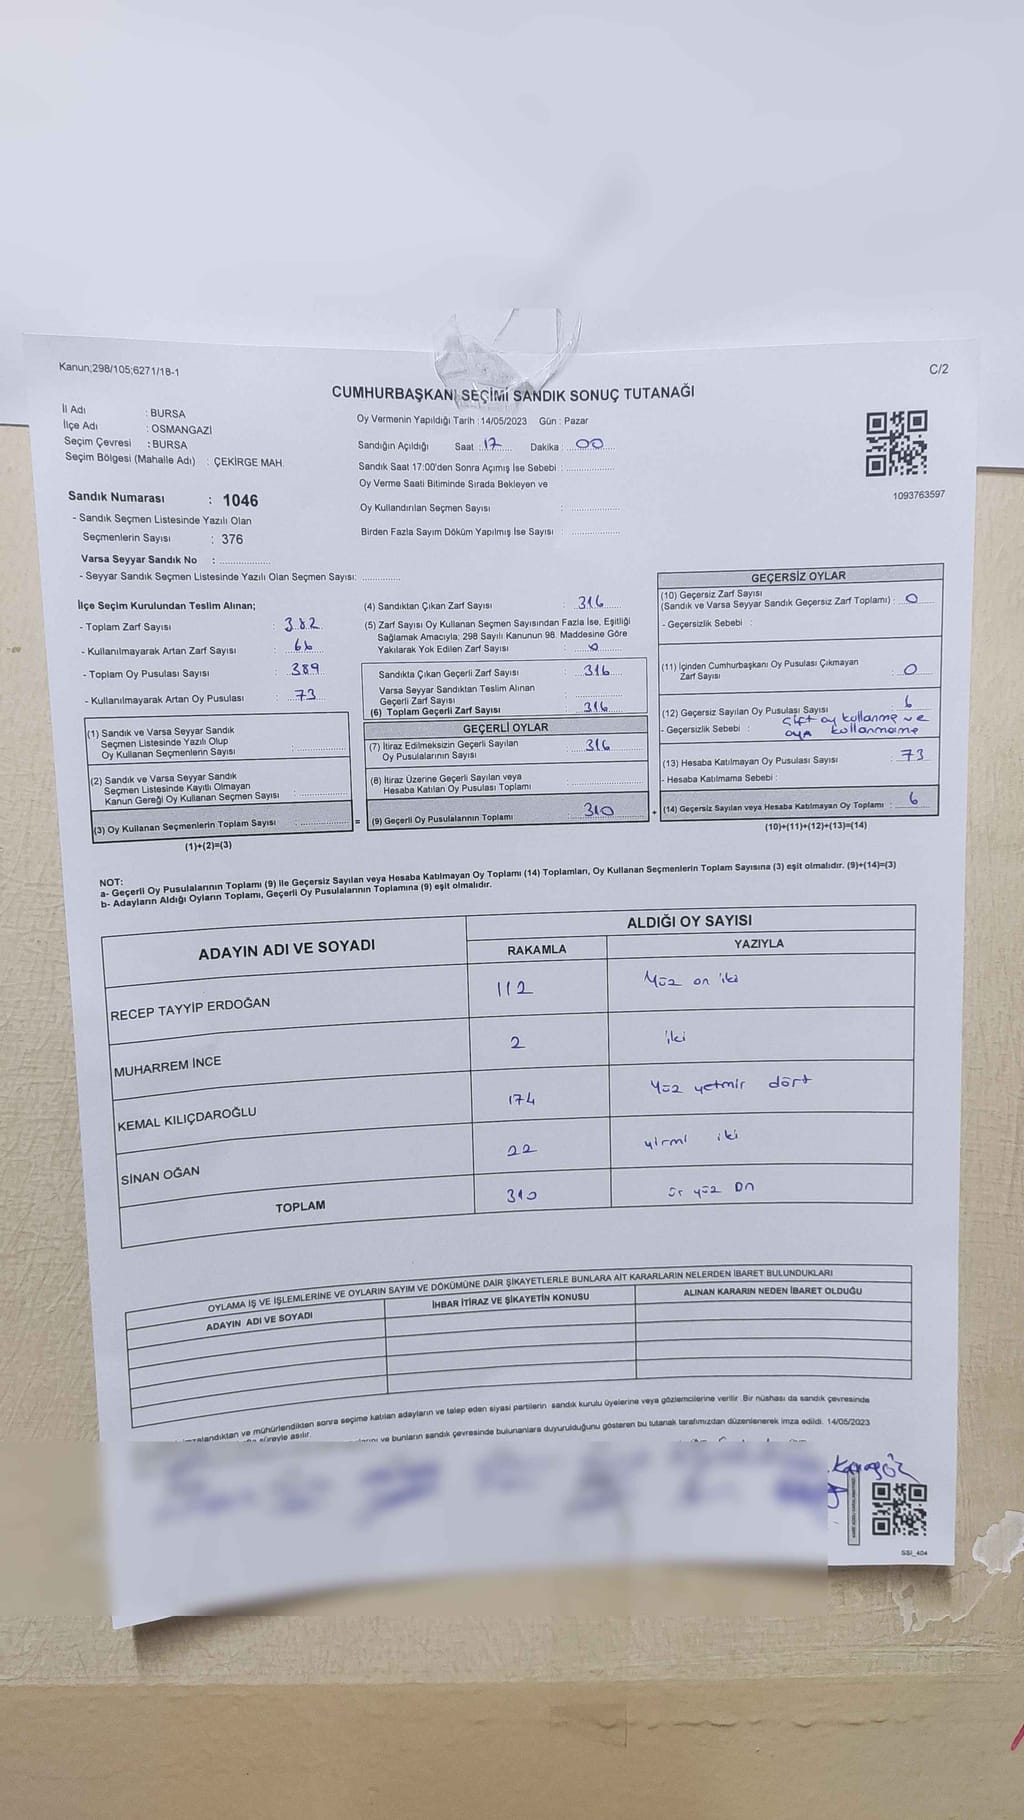 Kanun;298/105;6271/18-1
C/2
CUMHURBAŞKANI SEÇİMİ SANDIK SONUÇ TUTANAĞI
İl Adı : BURSA
İlçe Adı : OSMANGAZİ
Seçim Çevresi : BURSA
Seçim Bölgesi (Mahalle Adı) : ÇEKİRGE MAH.
Oy Vermenin Yapıldığı Tarih :14/05/2023 Gün : Pazar
Sandığın Açıldığı Saat : 17 Dakika : 00
Sandık Saat 17:00'den Sonra Açımış İse Sebebi :
Oy Verme Saati Bitiminde Sırada Bekleyen ve
Oy Kullandırılan Seçmen Sayısı :
Birden Fazla Sayım Döküm Yapılmış İse Sayısı :
1093763597
Sandık Numarası : 1046
- Sandık Seçmen Listesinde Yazılı Olan
Seçmenlerin Sayısı : 376
Varsa Seyyar Sandık No :
- Seyyar Sandık Seçmen Listesinde Yazılı Olan Seçmen Sayısı:
İlçe Seçim Kurulundan Teslim Alınan;
- Toplam Zarf Sayısı : 382
- Kullanılmayarak Artan Zarf Sayısı : 66
- Toplam Oy Pusulası Sayısı : 389
- Kullanılmayarak Artan Oy Pusulası : 73
(1) Sandık ve Varsa Seyyar Sandık
Seçmen Listesinde Yazılı Olup
Oy Kullanan Seçmenlerin Sayısı :
(2) Sandık ve Varsa Seyyar Sandık
Seçmen Listesinde Kayıtlı Olmayan
Kanun Gereği Oy Kullanan Seçmen Sayısı :
(3) Oy Kullanan Seçmenlerin Toplam Sayısı :
(1)+(2)=(3)
=
(4) Sandıktan Çıkan Zarf Sayısı : 316
(5) Zarf Sayısı Oy Kullanan Seçmen Sayısından Fazla İse, Eşitliği
Sağlamak Amacıyla; 298 Sayılı Kanunun 98. Maddesine Göre
Yakılarak Yok Edilen Zarf Sayısı : 0
Sandıkta Çıkan Geçerli Zarf Sayısı : 316
Varsa Seyyar Sandıktan Teslim Alınan
Geçerli Zarf Sayısı :
(6) Toplam Geçerli Zarf Sayısı : 316
GEÇERLİ OYLAR
(7) İtiraz Edilmeksizin Geçerli Sayılan
Oy Pusulalarının Sayısı : 316
(8) İtiraz Üzerine Geçerli Sayılan veya
Hesaba Katılan Oy Pusulası Toplamı :
(9) Geçerli Oy Pusulalarının Toplamı : 310
+
GEÇERSİZ OYLAR
(10) Geçersiz Zarf Sayısı
(Sandık ve Varsa Seyyar Sandık Geçersiz Zarf Toplamı) : 0
- Geçersizlik Sebebi :
(11) İçinden Cumhurbaşkanı Oy Pusulası Çıkmayan
Zarf Sayısı : 0
(12) Geçersiz Sayılan Oy Pusulası Sayısı : 6
- Geçersizlik Sebebi : çift oy kullanma ve
oya kullanmama
(13) Hesaba Katılmayan Oy Pusulası Sayısı : 73
- Hesaba Katılmama Sebebi :
(14) Geçersiz Sayılan veya Hesaba Katılmayan Oy Toplamı : 6
(10)+(11)+(12)+(13)=(14)
NOT:
a- Geçerli Oy Pusulalarının Toplamı (9) ile Geçersiz Sayılan veya Hesaba Katılmayan Oy Toplamı (14) Toplamları, Oy Kullanan Seçmenlerin Toplam Sayısına (3) eşit olmalıdır. (9)+(14)=(3)
b- Adayların Aldığı Oyların Toplamı, Geçerli Oy Pusulalarının Toplamına (9) eşit olmalıdır.
ADAYIN ADI VE SOYADI
ALDIĞI OY SAYISI
RAKAMLA YAZIYLA
RECEP TAYYİP ERDOĞAN 112 Yüz on iki
MUHARREM İNCE 2 iki
KEMAL KILIÇDAROĞLU 174 Yüz yetmiş dört
SİNAN OĞAN 22 yirmi iki
TOPLAM 310 üç yüz on
OYLAMA İŞ VE İŞLEMLERİNE VE OYLARIN SAYIM VE DÖKÜMÜNE DAİR ŞİKAYETLERLE BUNLARA AİT KARARLARIN NELERDEN İBARET BULUNDUKLARI
ADAYIN ADI VE SOYADI İHBAR İTİRAZ VE ŞİKAYETİN KONUSU ALINAN KARARIN NEDEN İBARET OLDUĞU
ve mühürlendikten sonra seçime katılan adayların ve talep eden siyasi partilerin sandık kurulu üyelerine veya gözlemcilerine verilir. Bir nüshası da sandık çevresinde
süreyle asılır.
ve bunların sandık çevresinde bulunanlara duyurulduğunu gösteren bu tutanak tarafımızdan düzenlenerek imza edildi. 14/05/2023
Karagöz
SSI_404